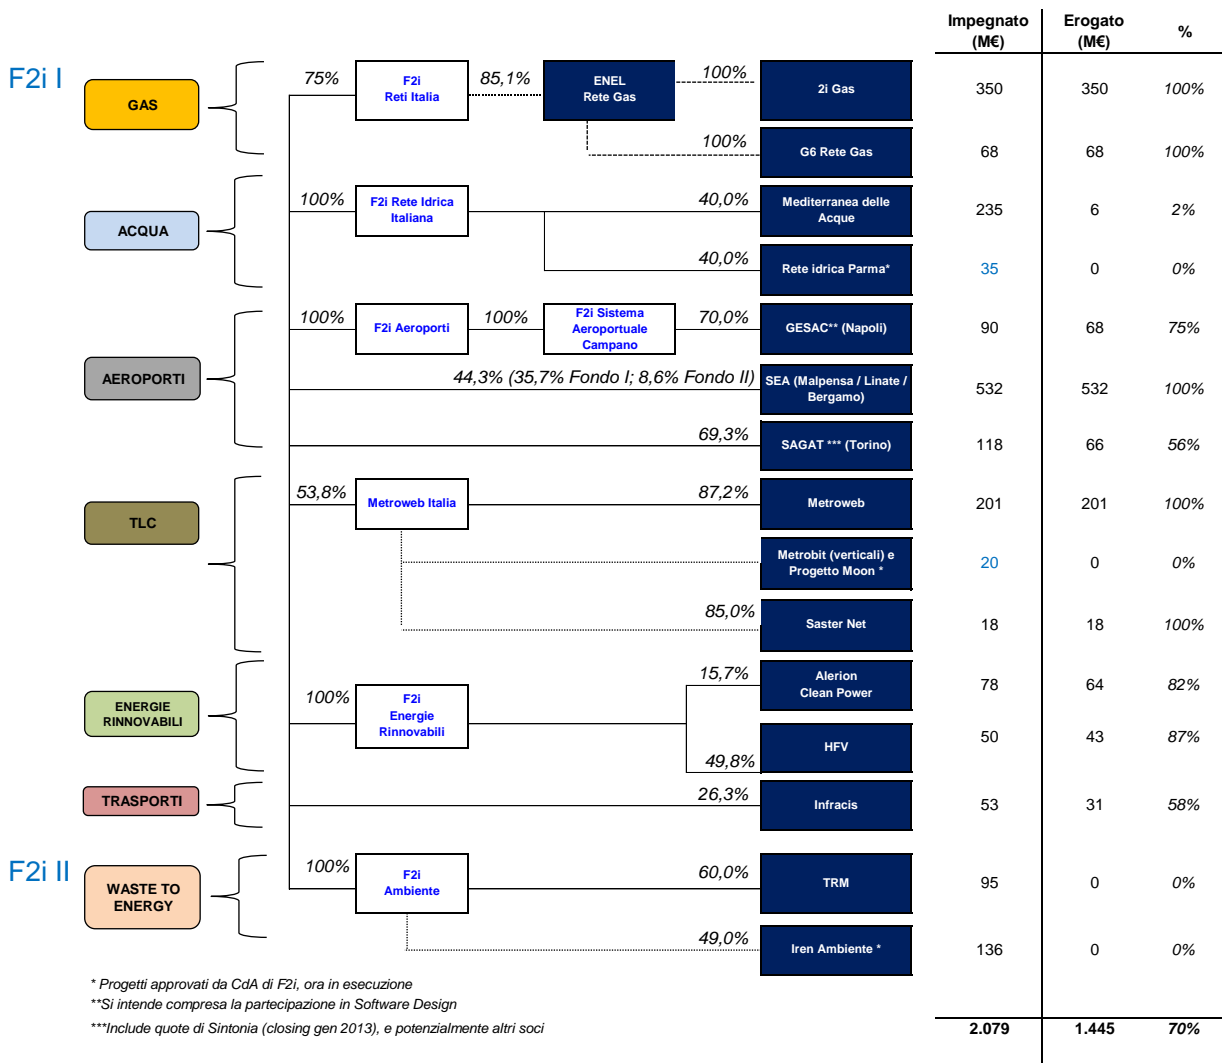 Impegnato Erogato %
(M€) (M€)
F2i I
GAS
75% F2i Reti Italia 85,1% ENEL Rete Gas 100% 2i Gas 350 350 100%
100% G6 Rete Gas 68 68 100%
ACQUA
100% F2i Rete Idrica Italiana 40,0% Mediterranea delle Acque 235 6 2%
40,0% Rete idrica Parma* 35 0 0%
AEROPORTI
100% F2i Aeroporti 100% F2i Sistema Aeroportuale Campano 70,0% GESAC** (Napoli) 90 68 75%
44,3% (35,7% Fondo I; 8,6% Fondo II) SEA (Malpensa / Linate / Bergamo) 532 532 100%
69,3% SAGAT *** (Torino) 118 66 56%
TLC
53,8% Metroweb Italia 87,2% Metroweb 201 201 100%
Metrobit (verticali) e Progetto Moon * 20 0 0%
85,0% Saster Net 18 18 100%
ENERGIE RINNOVABILI
100% F2i Energie Rinnovabili 15,7% Alerion Clean Power 78 64 82%
49,8% HFV 50 43 87%
TRASPORTI
26,3% Infracis 53 31 58%
F2i II
WASTE TO ENERGY
100% F2i Ambiente 60,0% TRM 95 0 0%
49,0% Iren Ambiente * 136 0 0%
* Progetti approvati da CdA di F2i, ora in esecuzione
**Si intende compresa la partecipazione in Software Design
***Include quote di Sintonia (closing gen 2013), e potenzialmente altri soci
2.079 1.445 70%